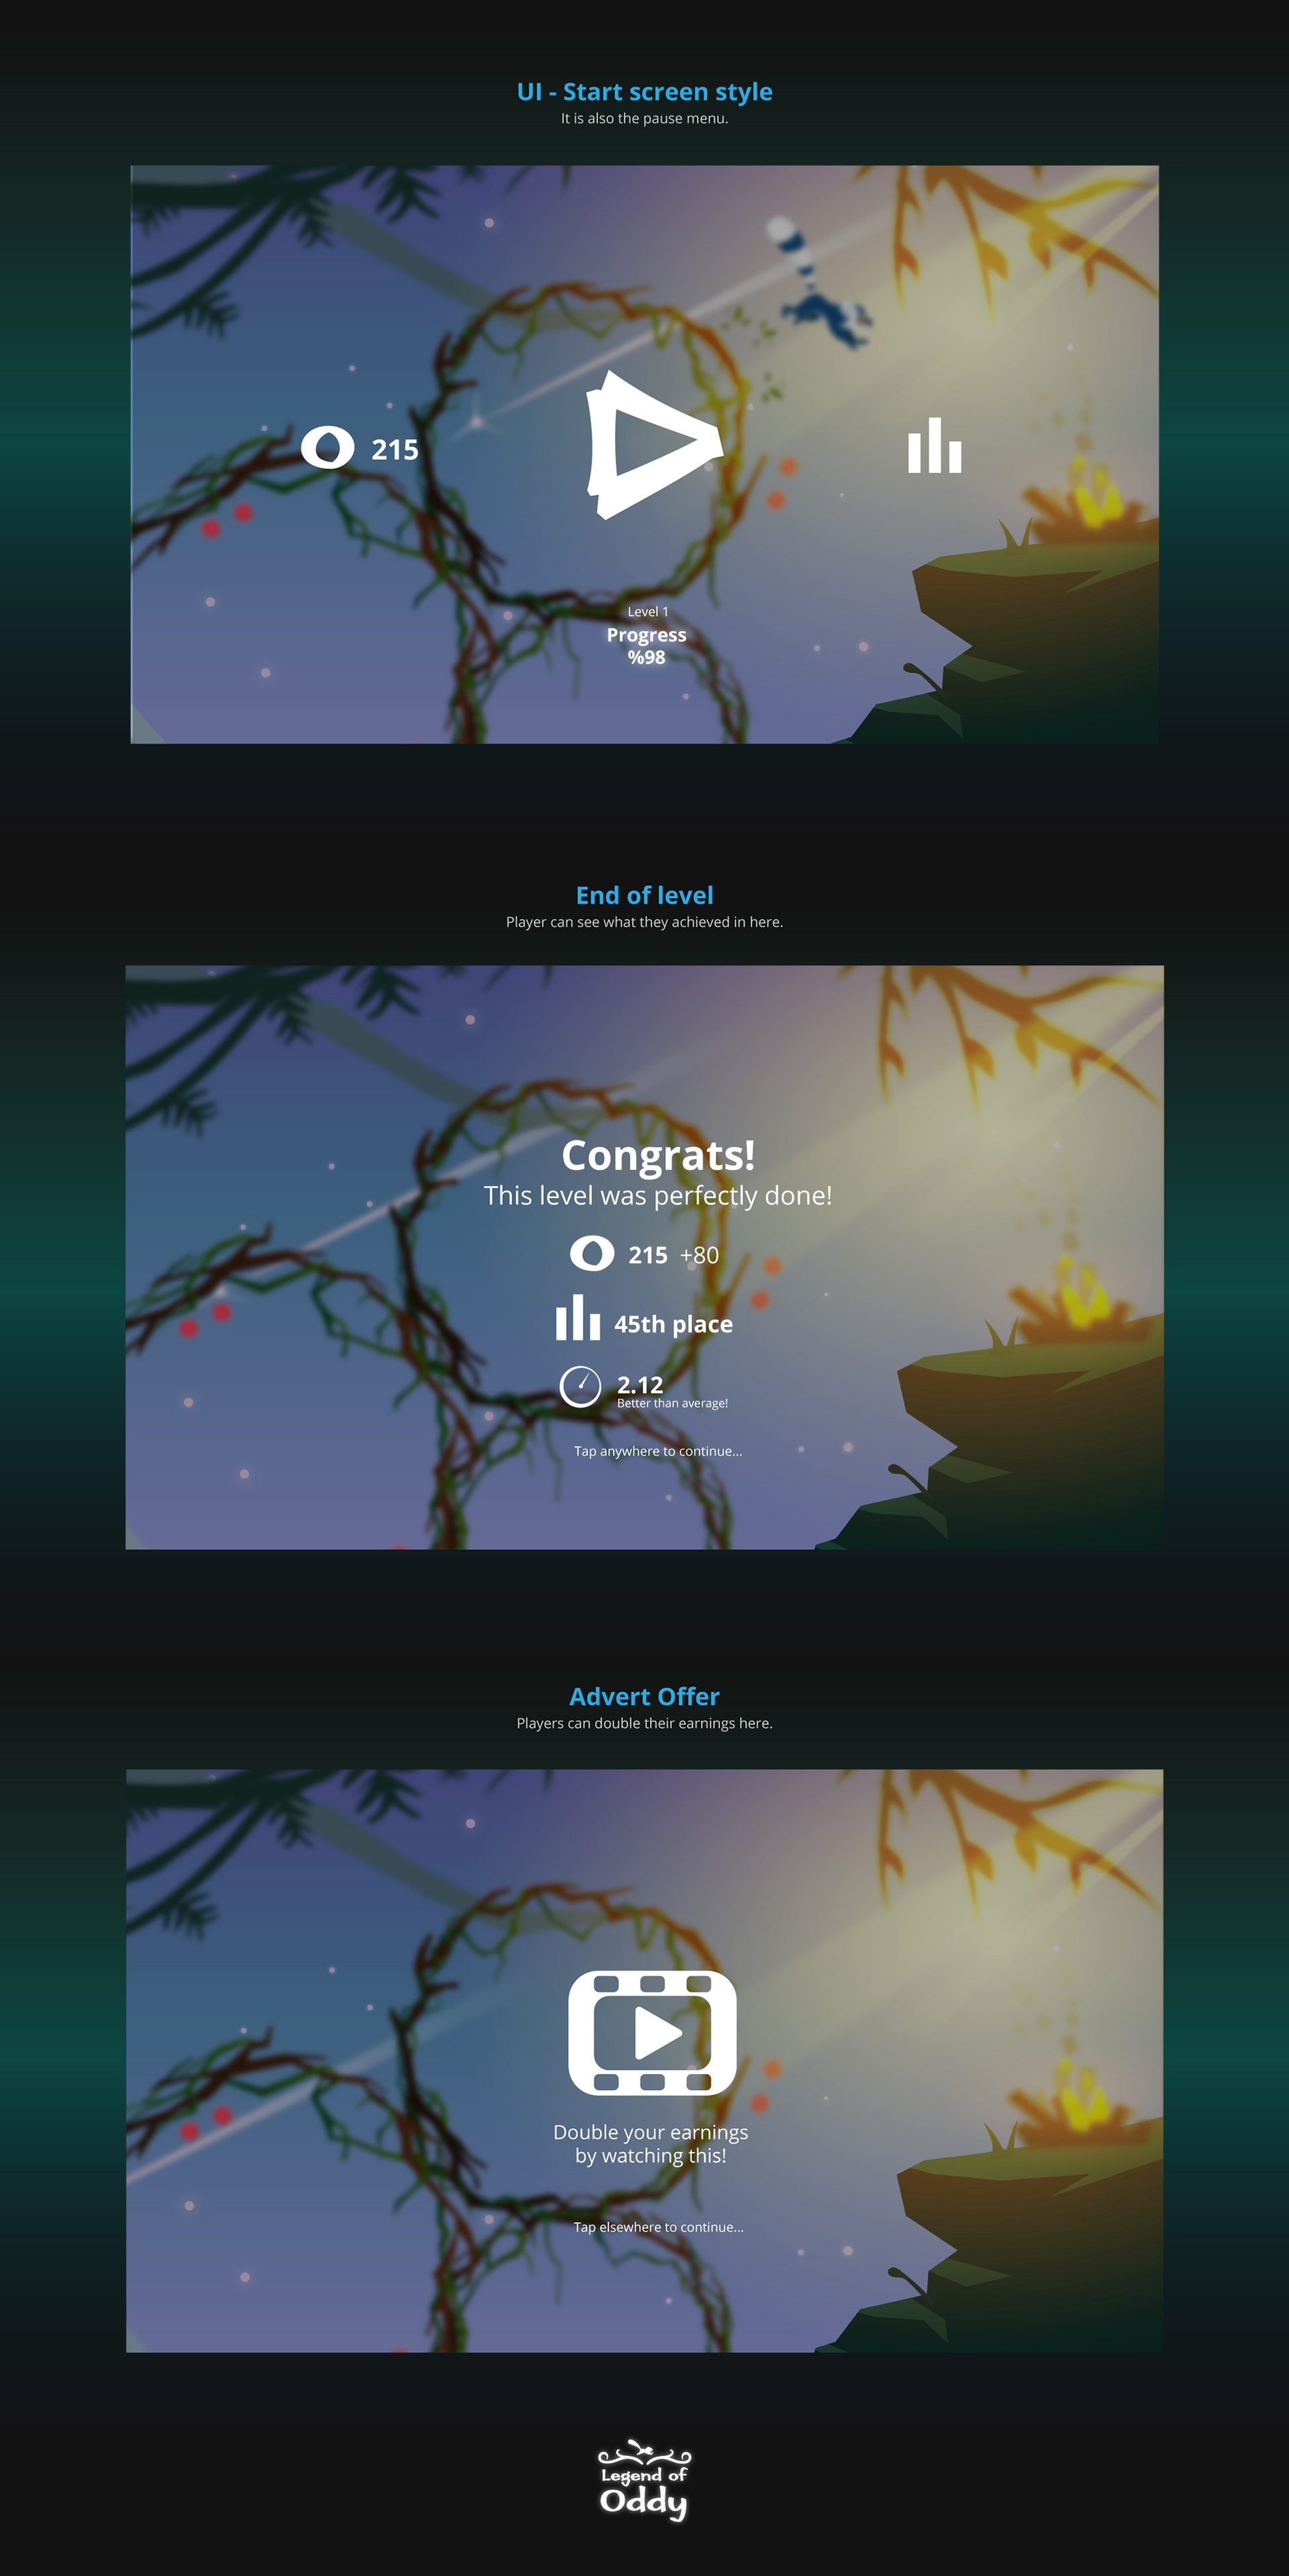 UI - Start screen style
It is also the pause menu.
215
Level 1
Progress
%98
End of level
Player can see what they achieved in here.
Congrats!
This level was perfectly done!
215 +80
45th place
2.12
Better than average!
Tap anywhere to continue...
Advert Offer
Players can double their earnings here.
Double your earnings
by watching this!
Tap elsewhere to continue...
Legend of
Oddy